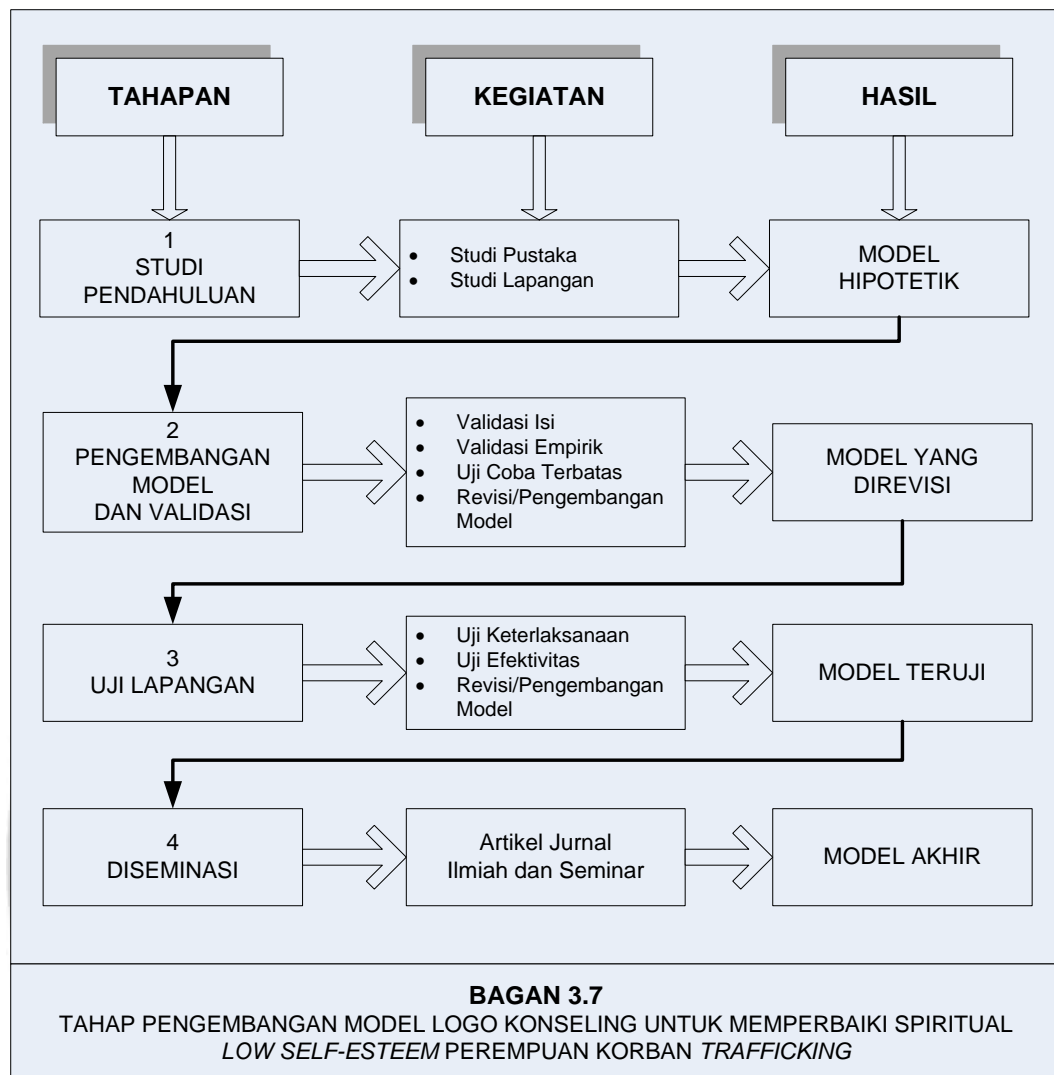 TAHAPAN
KEGIATAN
HASIL
1
STUDI
PENDAHULUAN
• Studi Pustaka
• Studi Lapangan
MODEL
HIPOTETIK
2
PENGEMBANGAN
MODEL
DAN VALIDASI
• Validasi Isi
• Validasi Empirik
• Uji Coba Terbatas
• Revisi/Pengembangan
Model
MODEL YANG
DIREVISI
3
UJI LAPANGAN
• Uji Keterlaksanaan
• Uji Efektivitas
• Revisi/Pengembangan
Model
MODEL TERUJI
4
DISEMINASI
Artikel Jurnal
Ilmiah dan Seminar
MODEL AKHIR
BAGAN 3.7
TAHAP PENGEMBANGAN MODEL LOGO KONSELING UNTUK MEMPERBAIKI SPIRITUAL
LOW SELF-ESTEEM PEREMPUAN KORBAN TRAFFICKING